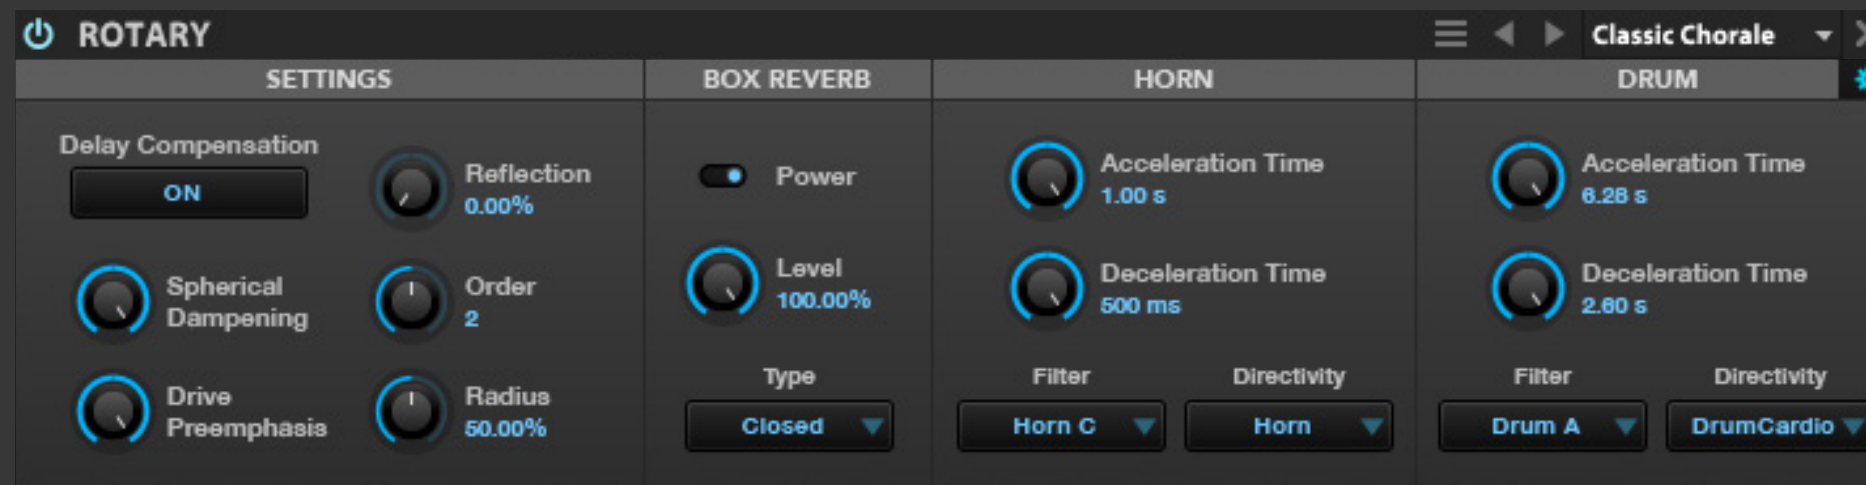 ROTARY
Classic Chorale
SETTINGS
BOX REVERB
HORN
DRUM
Delay Compensation
ON
Reflection
0.00%
Spherical
Dampening
Order
2
Drive
Preemphasis
Radius
50.00%
Power
Level
100.00%
Type
Closed
Acceleration Time
1.00 s
Deceleration Time
500 ms
Filter
Directivity
Horn C
Horn
Acceleration Time
6.28 s
Deceleration Time
2.60 s
Filter
Directivity
Drum A
DrumCardio